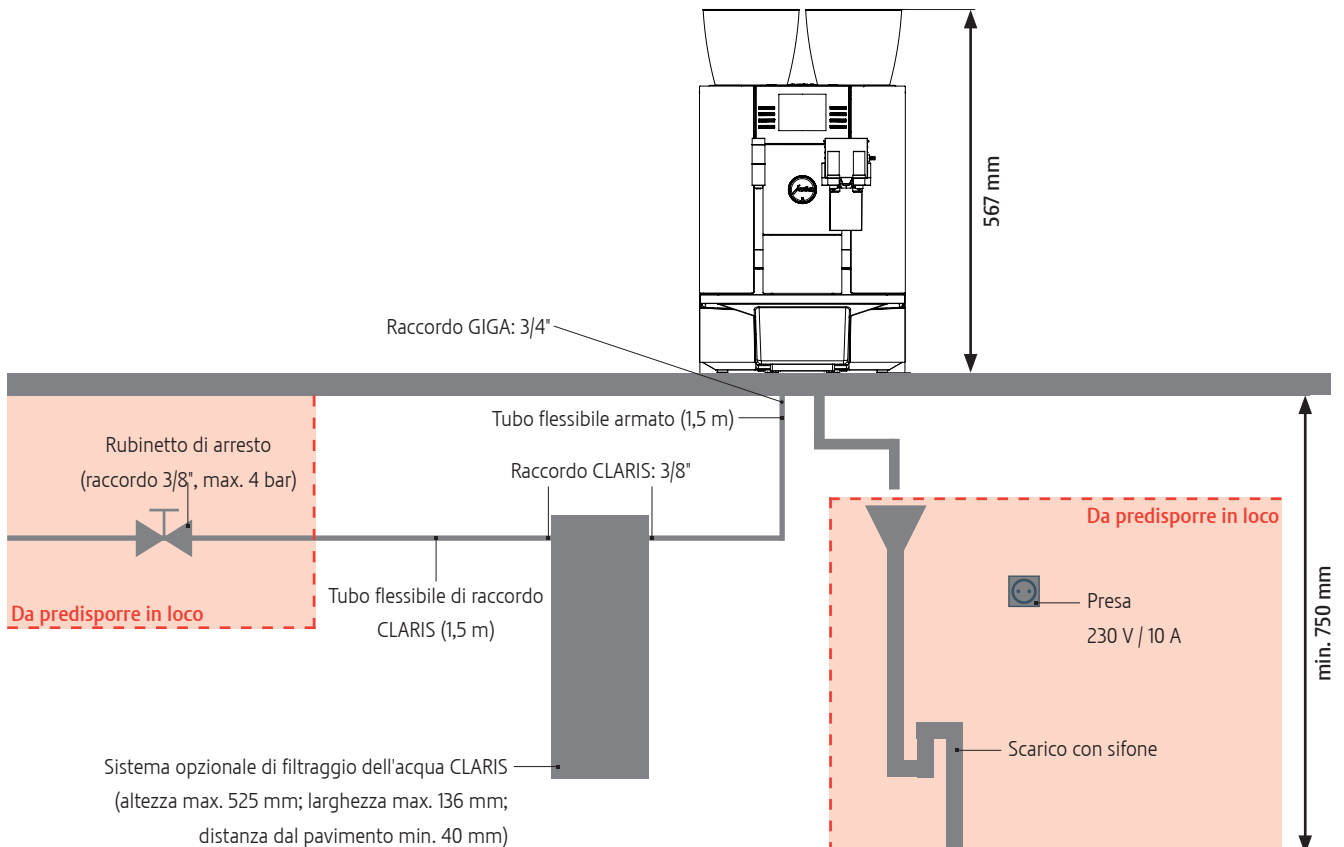 567 mm
Raccordo GIGA: 3/4"
Tubo flessibile armato (1,5 m)
Rubinetto di arresto
(raccordo 3/8", max. 4 bar)
Raccordo CLARIS: 3/8"
Da predisporre in loco
Presa
230 V / 10 A
min. 750 mm
Tubo flessibile di raccordo
CLARIS (1,5 m)
Da predisporre in loco
Scarico con sifone
Sistema opzionale di filtraggio dell'acqua CLARIS
(altezza max. 525 mm; larghezza max. 136 mm;
distanza dal pavimento min. 40 mm)
jura